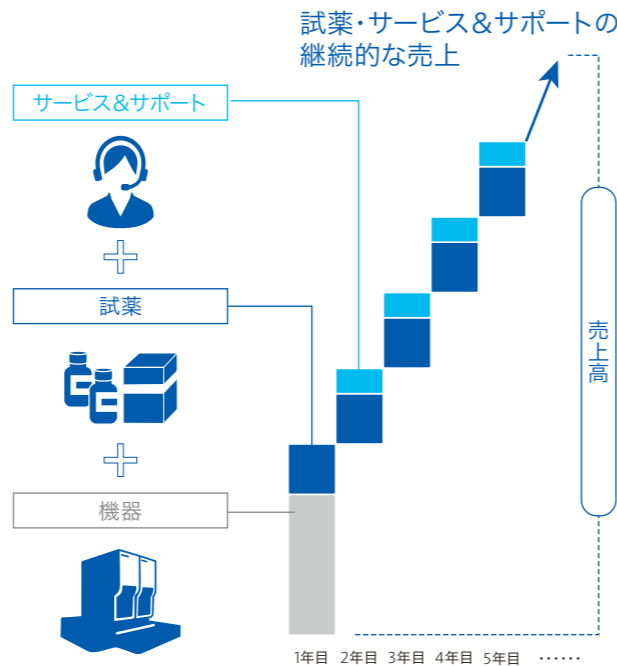 試薬・サービス&サポートの
継続的な売上
サービス&サポート
試薬
機器
売上高
1年目 2年目 3年目 4年目 5年目 ……